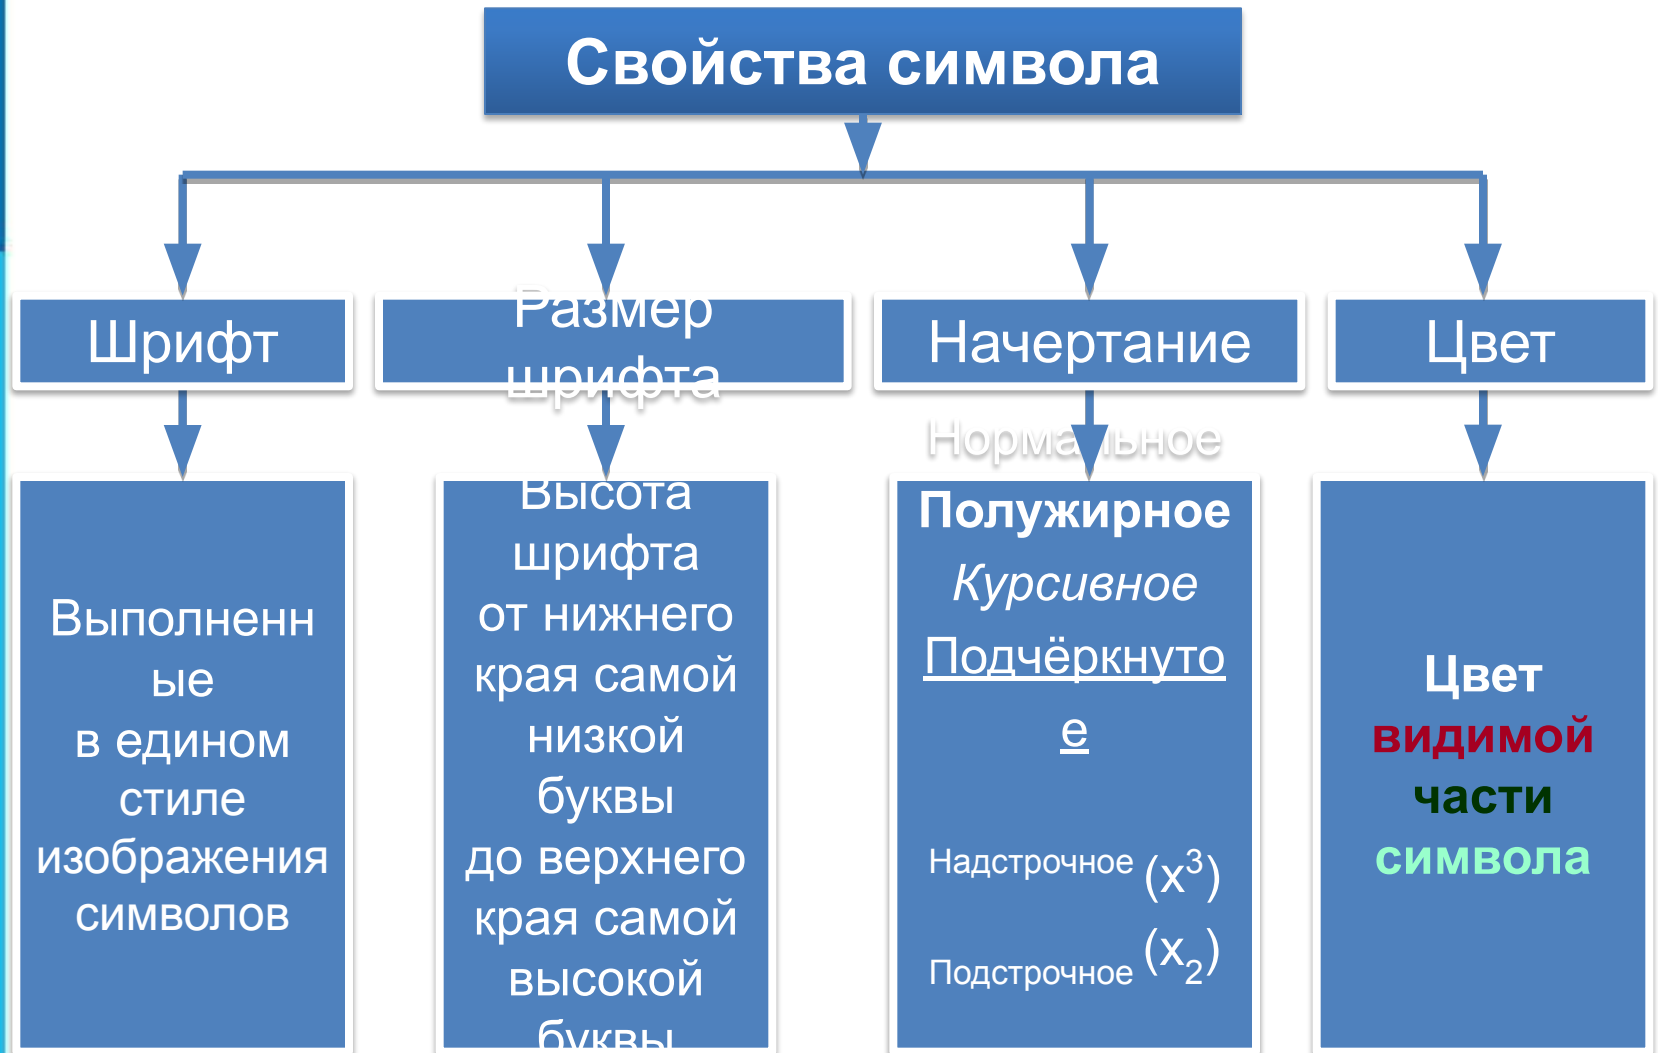 Свойства символа
Шрифт
Размер
шрифта
Начертание
Цвет
Выполненн
ые
в едином
стиле
изображения
символов
Высота
шрифта
от нижнего
края самой
низкой
буквы
до верхнего
края самой
высокой
буквы
Нормальное
Полужирное
Курсивное
Подчёркнуто
е
Надстрочное (x³)
Подстрочное (x₂)
Цвет
видимой
части
символа